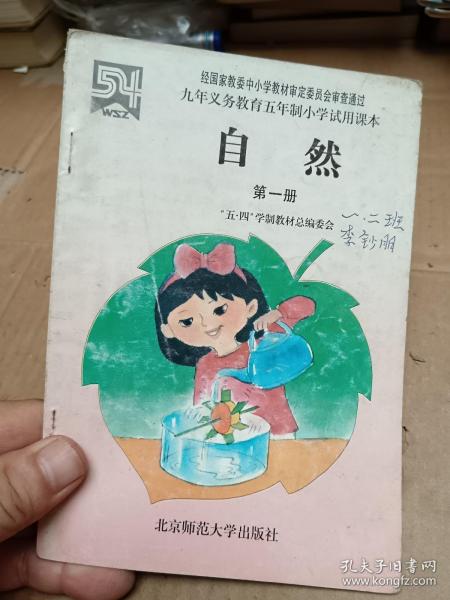 54
WSZ
经国家教委中小学教材审定委员会审查通过
九年义务教育五年制小学试用课本
自 然
第一册
“五·四”学制教材总编委会
一.二班
李钞朋
北京师范大学出版社
孔夫子旧书网
www.kongfz.com